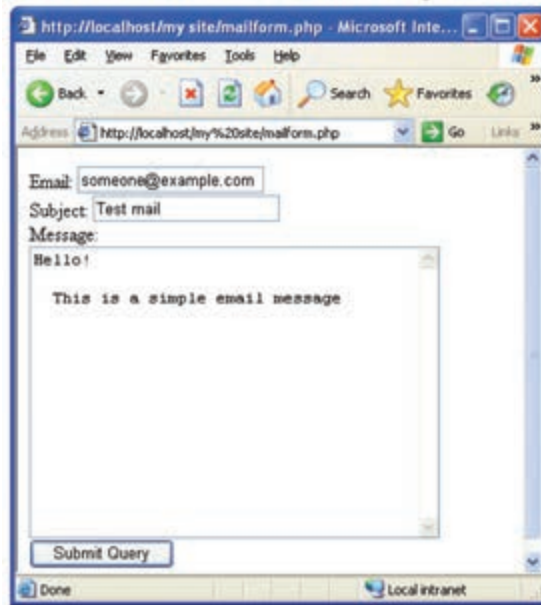 http://localhost/my site/mailform.php - Microsoft Inte...
File Edit View Favorites Tools Help
Back Search Favorites »
Address http://localhost/my%20site/mailform.php Go Links »
Email: someone@example.com
Subject: Test mail
Message:
Hello!
This is a simple email message
Submit Query
Done Local intranet